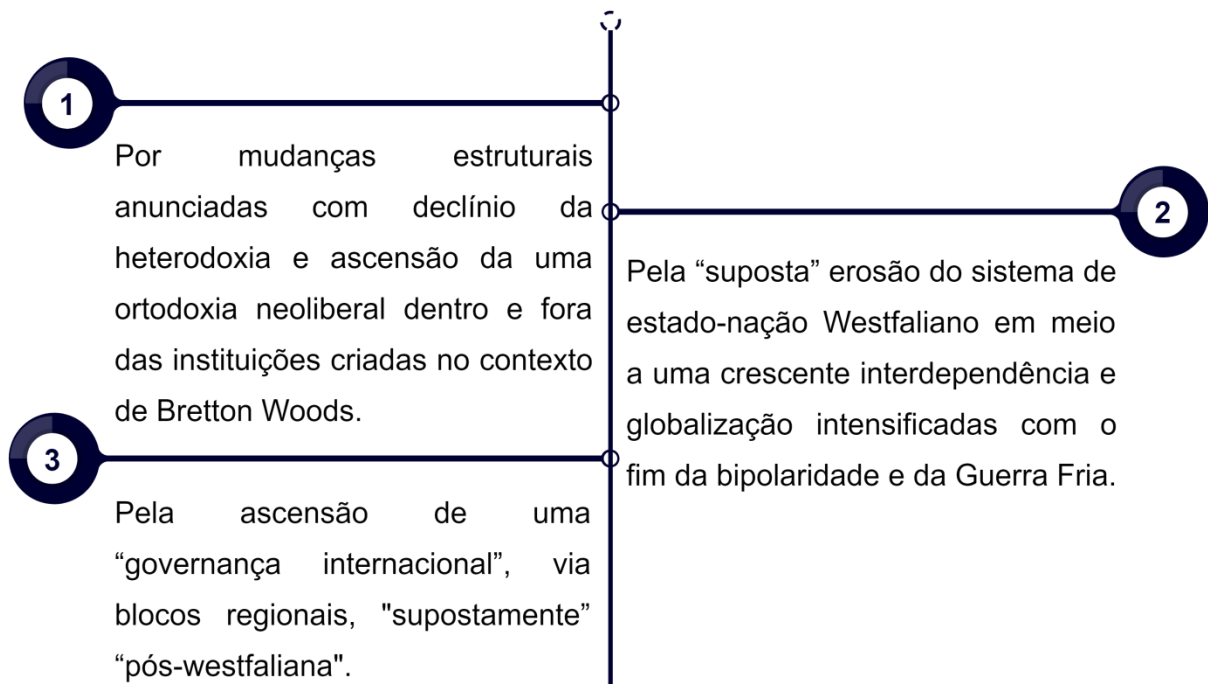 1
Por mudanças estruturais
anunciadas com declínio da
heterodoxia e ascensão da uma
ortodoxia neoliberal dentro e fora
das instituições criadas no contexto
de Bretton Woods.
2
Pela “suposta” erosão do sistema de
estado-nação Westfaliano em meio
a uma crescente interdependência e
globalização intensificadas com o
fim da bipolaridade e da Guerra Fria.
3
Pela ascensão de uma
“governança internacional”, via
blocos regionais, "supostamente”
“pós-westfaliana".